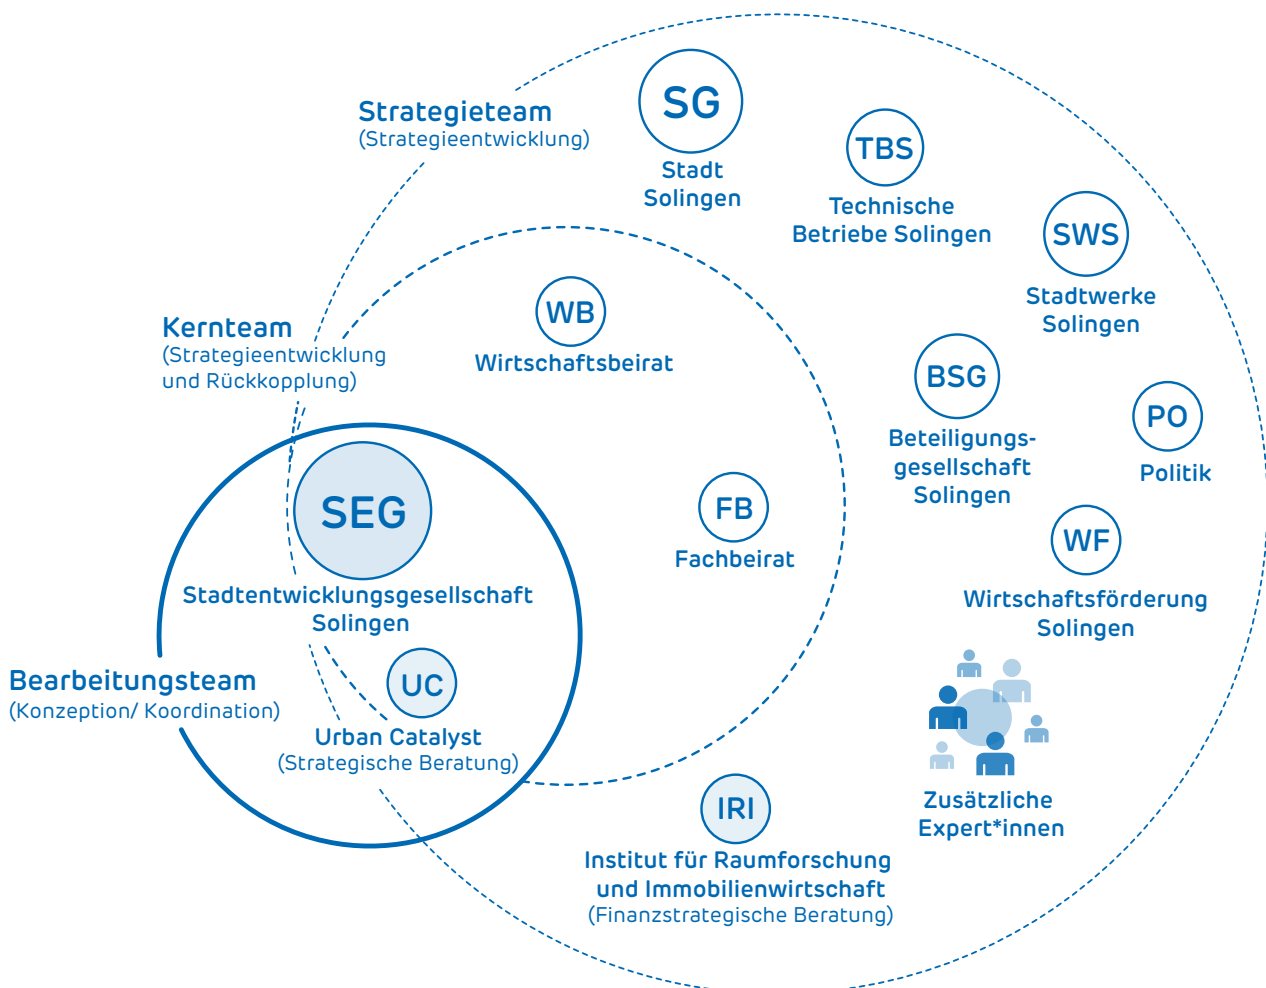 Strategieteam
(Strategieentwicklung)
SG
Stadt
Solingen
TBS
Technische
Betriebe Solingen
SWS
Stadtwerke
Solingen
Kernteam
(Strategieentwicklung
und Rückkopplung)
WB
Wirtschaftsbeirat
BSG
Beteiligungs-
gesellschaft
Solingen
PO
Politik
SEG
Stadtentwicklungsgesellschaft
Solingen
FB
Fachbeirat
WF
Wirtschaftsförderung
Solingen
Bearbeitungsteam
(Konzeption/ Koordination)
UC
Urban Catalyst
(Strategische Beratung)
IRI
Institut für Raumforschung
und Immobilienwirtschaft
(Finanzstrategische Beratung)
Zusätzliche
Expert*innen